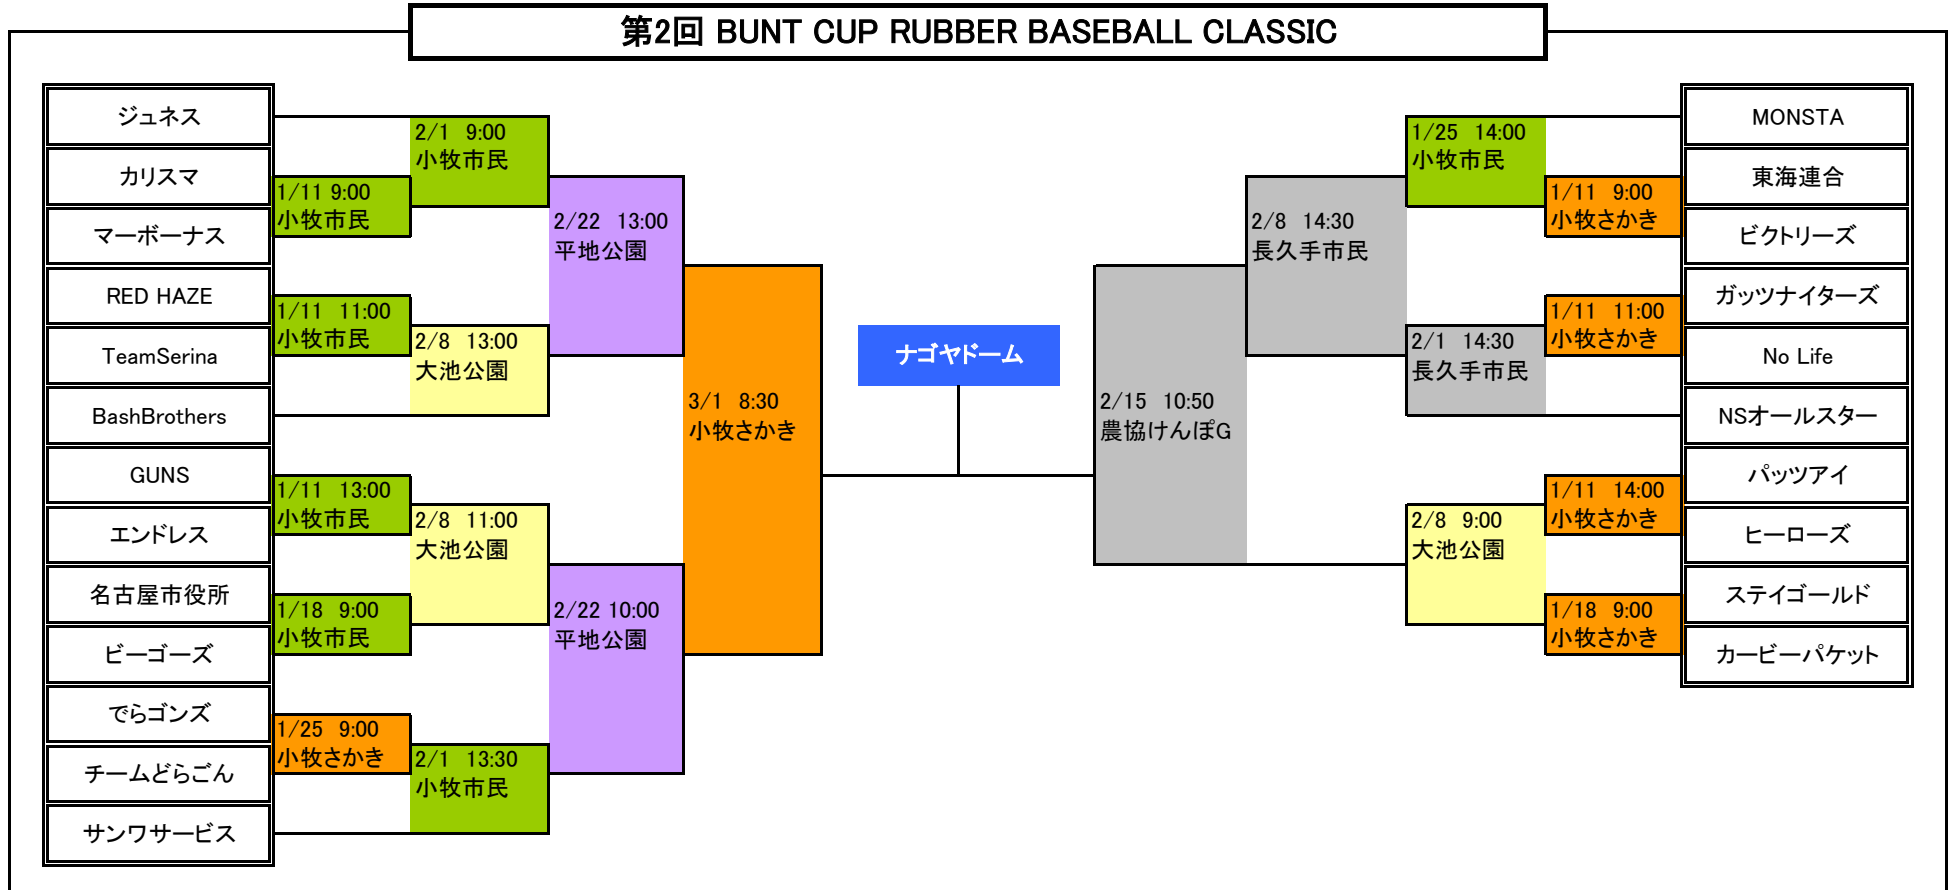 第2回 BUNT CUP RUBBER BASEBALL CLASSIC
ジュネス
カリスマ
マーボーナス
RED HAZE
TeamSerina
BashBrothers
GUNS
エンドレス
名古屋市役所
ビーゴーズ
でらゴンズ
チームどらごん
サンワサービス
1/11 9:00
小牧市民
1/11 11:00
小牧市民
1/11 13:00
小牧市民
1/18 9:00
小牧市民
1/25 9:00
小牧さかき
2/1 9:00
小牧市民
2/8 13:00
大池公園
2/8 11:00
大池公園
2/1 13:30
小牧市民
2/22 13:00
平地公園
2/22 10:00
平地公園
3/1 8:30
小牧さかき
ナゴヤドーム
2/15 10:50
農協けんぽG
2/8 14:30
長久手市民
1/25 14:00
小牧市民
2/1 14:30
長久手市民
2/8 9:00
大池公園
1/11 9:00
小牧さかき
1/11 11:00
小牧さかき
1/11 14:00
小牧さかき
1/18 9:00
小牧さかき
MONSTA
東海連合
ビクトリーズ
ガッツナイターズ
No Life
NSオールスター
パッツアイ
ヒーローズ
ステイゴールド
カービーパケット